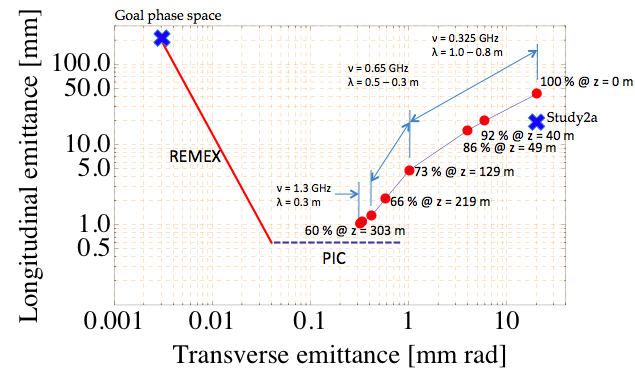 Goal phase space
ν = 0.325 GHz
λ = 1.0 – 0.8 m
ν = 0.65 GHz
λ = 0.5 – 0.3 m
100 % @ z = 0 m
Study2a
92 % @ z = 40 m
86 % @ z = 49 m
REMEX
73 % @ z = 129 m
ν = 1.3 GHz
λ = 0.3 m
66 % @ z = 219 m
60 % @ z = 303 m
PIC
Longitudinal emittance [mm]
100.0
50.0
10.0
5.0
1.0
0.5
0.001
0.01
0.1
1
10
Transverse emittance [mm rad]